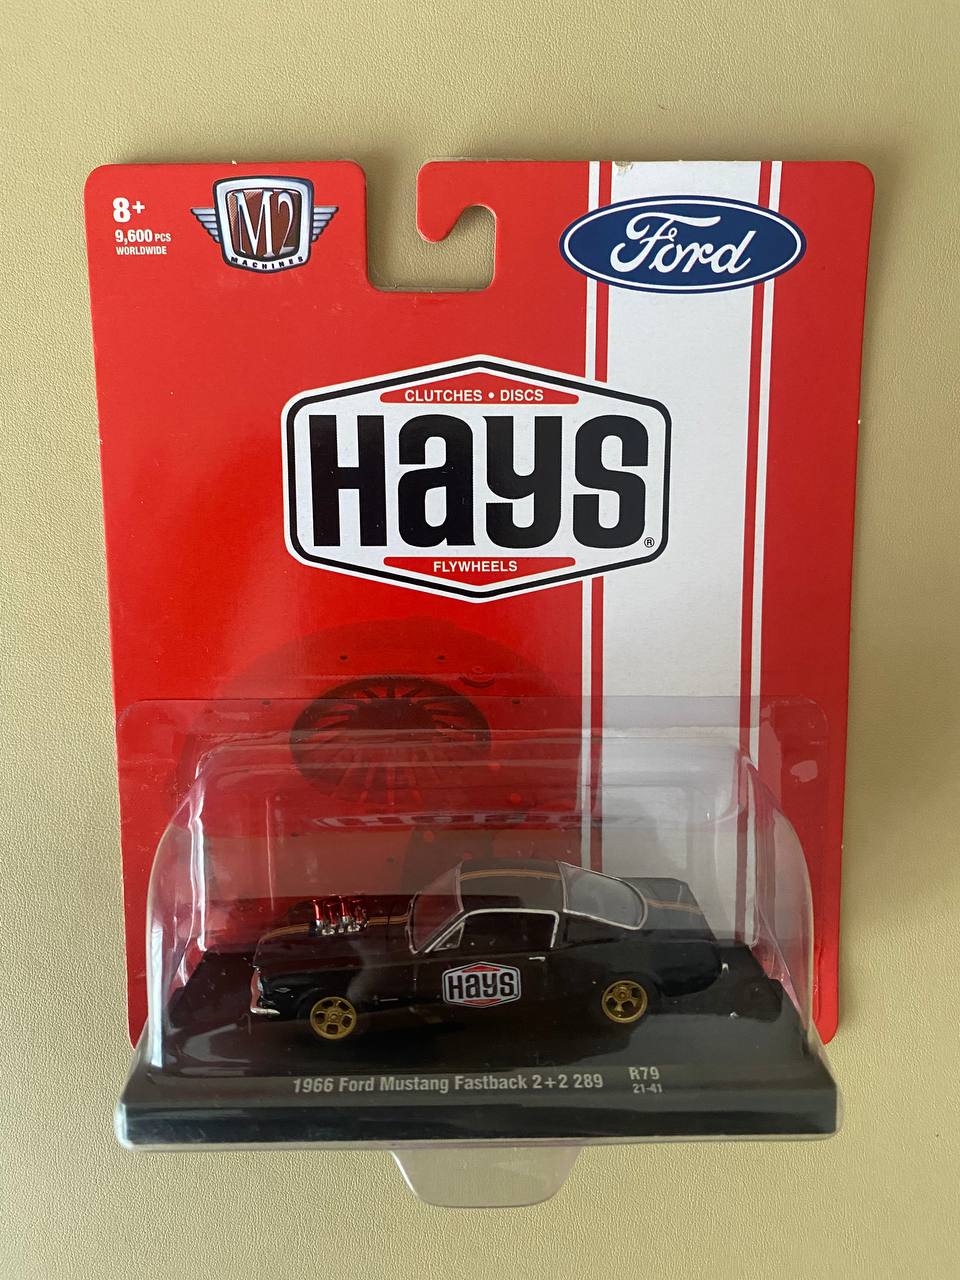 8+
9,600 PCS
WORLDWIDE
M2
MACHINES
Ford
CLUTCHES • DISCS
Hays®
FLYWHEELS
Hays
1966 Ford Mustang Fastback 2+2 289
R79
21-41